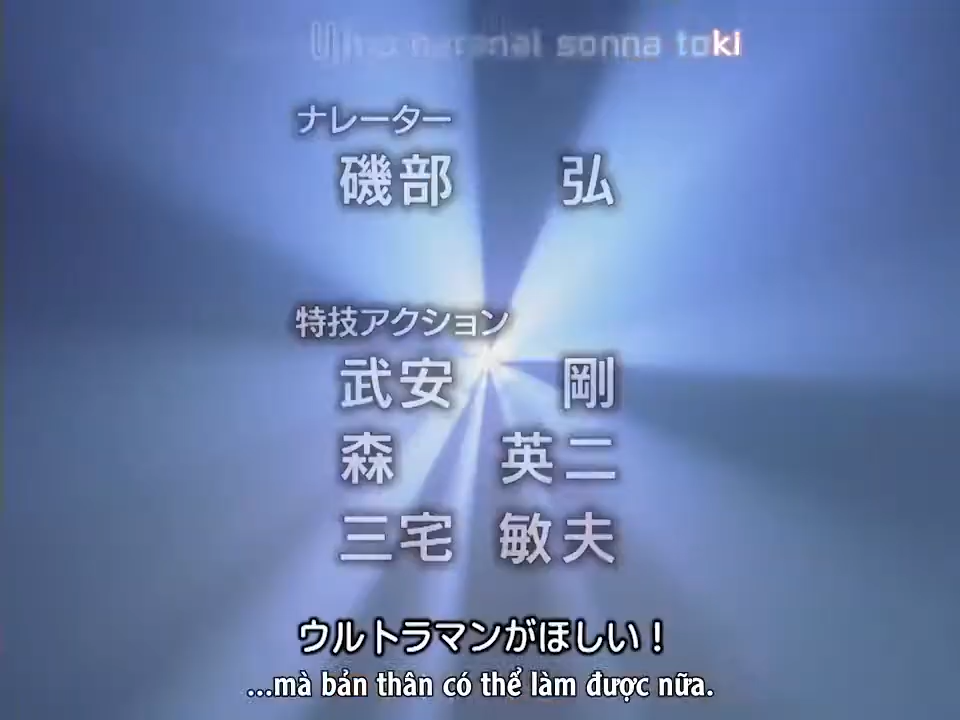 naranai sonna toki
ナレーター
磯部 弘
特技アクション
武安 剛
森 英二
三宅 敏夫
ウルトラマンがほしい！
...mà bản thân có thể làm được nữa.